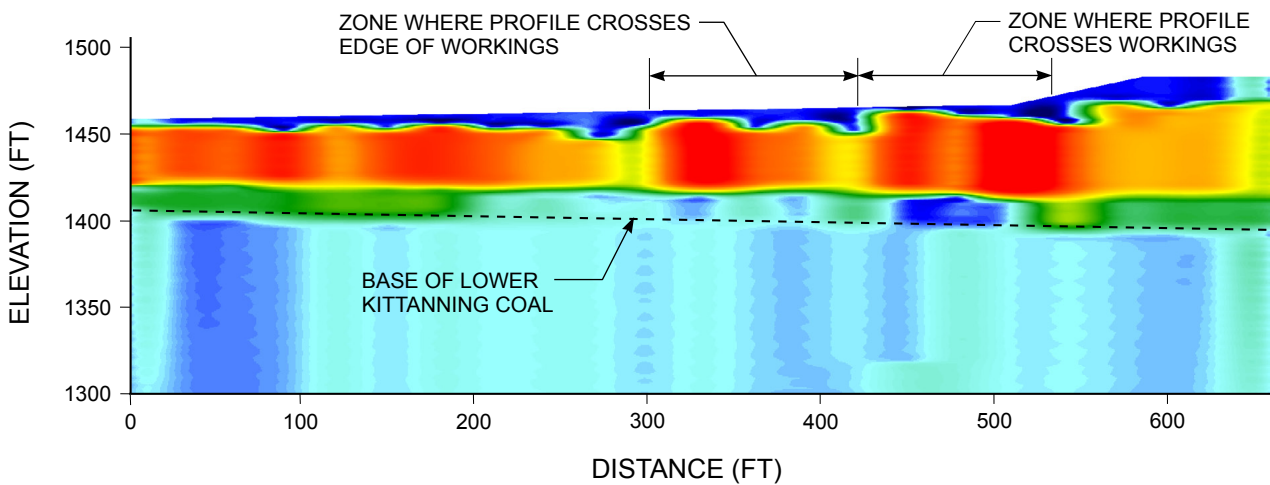 ZONE WHERE PROFILE CROSSES
EDGE OF WORKINGS
ZONE WHERE PROFILE
CROSSES WORKINGS
ELEVATION (FT)
1500
1450
1400
1350
1300
BASE OF LOWER
KITTANNING COAL
0
100
200
300
400
500
600
DISTANCE (FT)